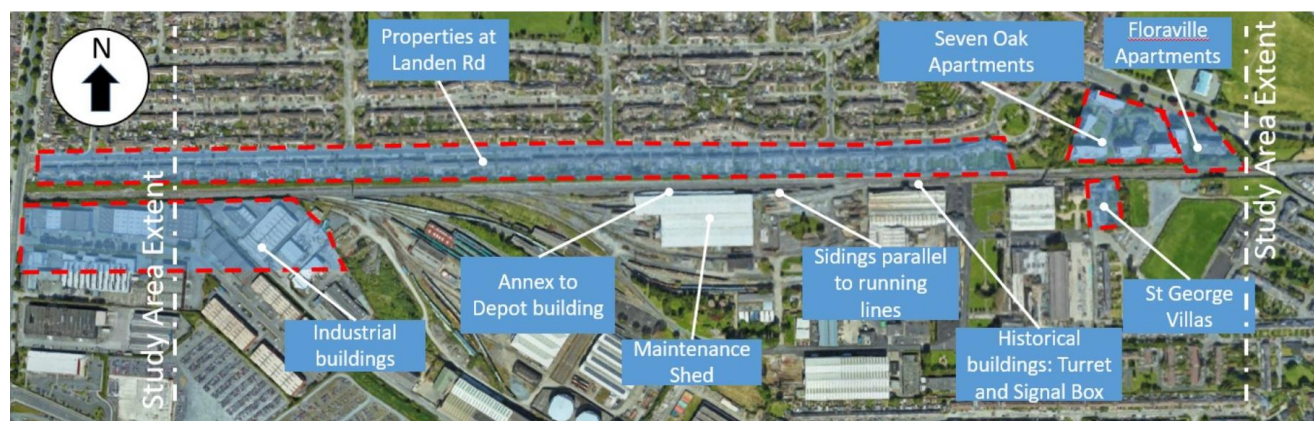 N
Study Area Extent
Properties at
Landen Rd
Seven Oak
Apartments
Floraville
Apartments
Study Area Extent
Industrial
buildings
Annex to
Depot building
Maintenance
Shed
Sidings parallel
to running
lines
Historical
buildings: Turret
and Signal Box
St George
Villas